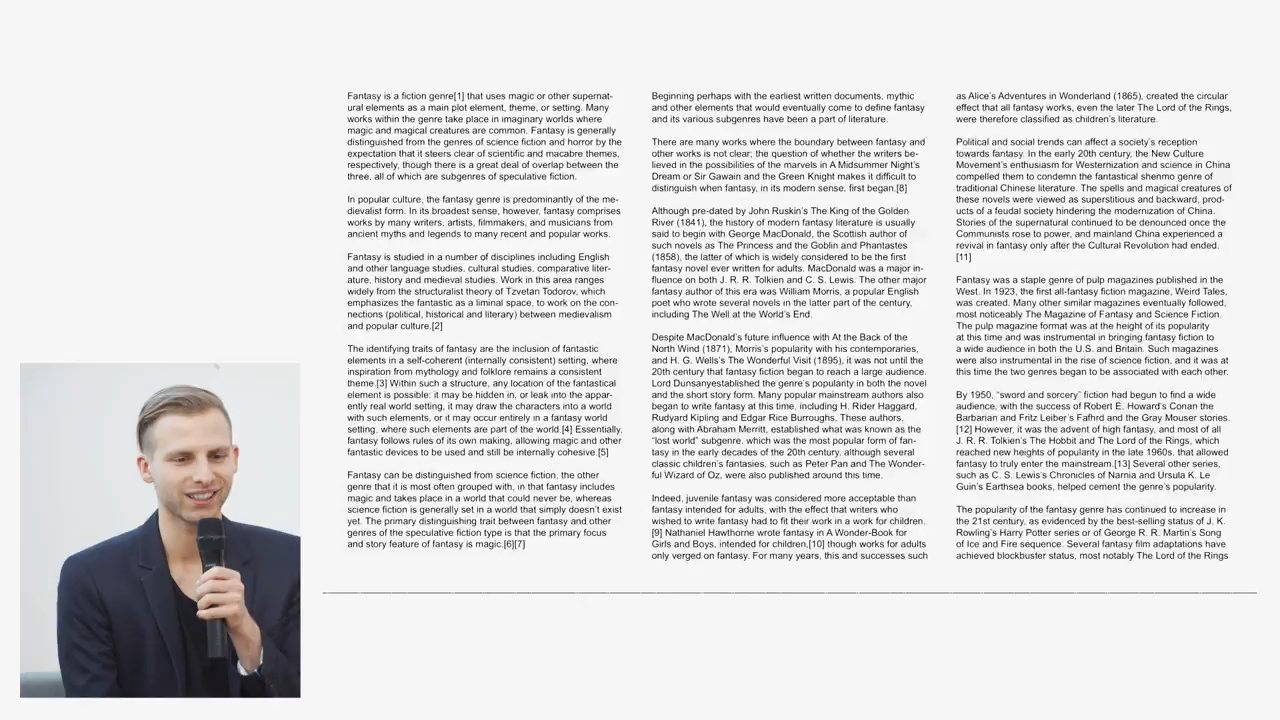 Fantasy is a fiction genre[1] that uses magic or other supernat-
ural elements as a main plot element, theme, or setting. Many
works within the genre take place in imaginary worlds where
magic and magical creatures are common. Fantasy is generally
distinguished from the genres of science fiction and horror by the
expectation that it steers clear of scientific and macabre themes,
respectively, though there is a great deal of overlap between the
three, all of which are subgenres of speculative fiction.
In popular culture, the fantasy genre is predominantly of the me-
dievalist form. In its broadest sense, however, fantasy comprises
works by many writers, artists, filmmakers, and musicians from
ancient myths and legends to many recent and popular works.
Fantasy is studied in a number of disciplines including English
and other language studies, cultural studies, comparative liter-
ature, history and medieval studies. Work in this area ranges
widely from the structuralist theory of Tzvetan Todorov, which
emphasizes the fantastic as a liminal space, to work on the con-
nections (political, historical and literary) between medievalism
and popular culture.[2]
The identifying traits of fantasy are the inclusion of fantastic
elements in a self-coherent (internally consistent) setting, where
inspiration from mythology and folklore remains a consistent
theme.[3] Within such a structure, any location of the fantastical
element is possible: it may be hidden in, or leak into the appar-
ently real world setting, it may draw the characters into a world
with such elements, or it may occur entirely in a fantasy world
setting, where such elements are part of the world.[4] Essentially,
fantasy follows rules of its own making, allowing magic and other
fantastic devices to be used and still be internally cohesive.[5]
Fantasy can be distinguished from science fiction, the other
genre that it is most often grouped with, in that fantasy includes
magic and takes place in a world that could never be, whereas
science fiction is generally set in a world that simply doesn't exist
yet. The primary distinguishing trait between fantasy and other
genres of the speculative fiction type is that the primary focus
and story feature of fantasy is magic.[6][7]
Beginning perhaps with the earliest written documents, mythic
and other elements that would eventually come to define fantasy
and its various subgenres have been a part of literature.
There are many works where the boundary between fantasy and
other works is not clear; the question of whether the writers be-
lieved in the possibilities of the marvels in A Midsummer Night's
Dream or Sir Gawain and the Green Knight makes it difficult to
distinguish when fantasy, in its modern sense, first began.[8]
Although pre-dated by John Ruskin's The King of the Golden
River (1841), the history of modern fantasy literature is usually
said to begin with George MacDonald, the Scottish author of
such novels as The Princess and the Goblin and Phantastes
(1858), the latter of which is widely considered to be the first
fantasy novel ever written for adults. MacDonald was a major in-
fluence on both J. R. R. Tolkien and C. S. Lewis. The other major
fantasy author of this era was William Morris, a popular English
poet who wrote several novels in the latter part of the century,
including The Well at the World's End.
Despite MacDonald's future influence with At the Back of the
North Wind (1871), Morris's popularity with his contemporaries,
and H. G. Wells's The Wonderful Visit (1895), it was not until the
20th century that fantasy fiction began to reach a large audience.
Lord Dunsanyestablished the genre's popularity in both the novel
and the short story form. Many popular mainstream authors also
began to write fantasy at this time, including H. Rider Haggard,
Rudyard Kipling and Edgar Rice Burroughs. These authors,
along with Abraham Merritt, established what was known as the
"lost world" subgenre, which was the most popular form of fan-
tasy in the early decades of the 20th century, although several
classic children's fantasies, such as Peter Pan and The Wonder-
ful Wizard of Oz, were also published around this time.
Indeed, juvenile fantasy was considered more acceptable than
fantasy intended for adults, with the effect that writers who
wished to write fantasy had to fit their work in a work for children.
[9] Nathaniel Hawthorne wrote fantasy in A Wonder-Book for
Girls and Boys, intended for children,[10] though works for adults
only verged on fantasy. For many years, this and successes such
as Alice's Adventures in Wonderland (1865), created the circular
effect that all fantasy works, even the later The Lord of the Rings,
were therefore classified as children's literature.
Political and social trends can affect a society's reception
towards fantasy. In the early 20th century, the New Culture
Movement's enthusiasm for Westernization and science in China
compelled them to condemn the fantastical shenmo genre of
traditional Chinese literature. The spells and magical creatures of
these novels were viewed as superstitious and backward, prod-
ucts of a feudal society hindering the modernization of China.
Stories of the supernatural continued to be denounced once the
Communists rose to power, and mainland China experienced a
revival in fantasy only after the Cultural Revolution had ended.
[11]
Fantasy was a staple genre of pulp magazines published in the
West. In 1923, the first all-fantasy fiction magazine, Weird Tales,
was created. Many other similar magazines eventually followed,
most noticeably The Magazine of Fantasy and Science Fiction.
The pulp magazine format was at the height of its popularity
at this time and was instrumental in bringing fantasy fiction to
a wide audience in both the U.S. and Britain. Such magazines
were also instrumental in the rise of science fiction, and it was at
this time the two genres began to be associated with each other.
By 1950, "sword and sorcery" fiction had begun to find a wide
audience, with the success of Robert E. Howard's Conan the
Barbarian and Fritz Leiber's Fafhrd and the Gray Mouser stories.
[12] However, it was the advent of high fantasy, and most of all
J. R. R. Tolkien's The Hobbit and The Lord of the Rings, which
reached new heights of popularity in the late 1960s, that allowed
fantasy to truly enter the mainstream.[13] Several other series,
such as C. S. Lewis's Chronicles of Narnia and Ursula K. Le
Guin's Earthsea books, helped cement the genre's popularity.
The popularity of the fantasy genre has continued to increase in
the 21st century, as evidenced by the best-selling status of J. K.
Rowling's Harry Potter series or of George R. R. Martin's Song
of Ice and Fire sequence. Several fantasy film adaptations have
achieved blockbuster status, most notably The Lord of the Rings